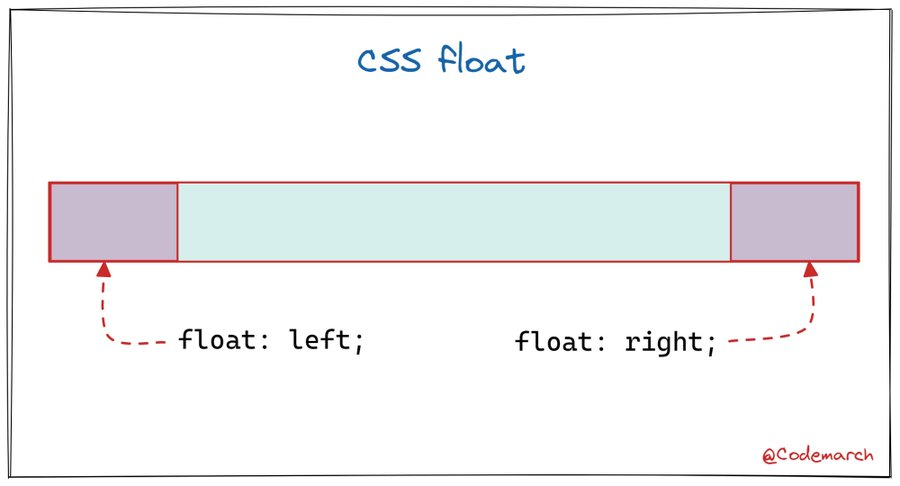 CSS float
float: left;
float: right;
@Codemarch